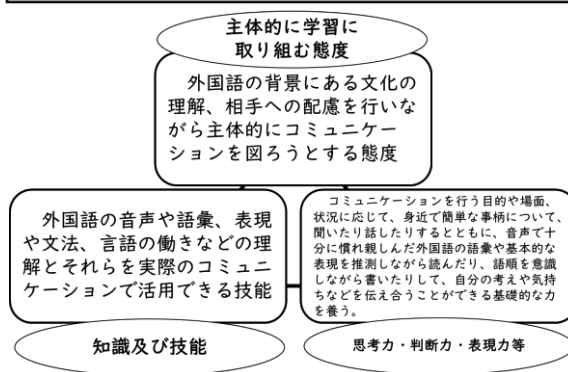 主体的に学習に
取り組む態度
外国語の背景にある文化の
理解、相手への配慮を行いな
がら主体的にコミュニケー
ションを図ろうとする態度
外国語の音声や語彙、表現
や文法、言語の働きなどの理
解とそれらを実際のコミュニ
ケーションで活用できる技能
コミュニケーションを行う目的や場面、
状況に応じて、身近で簡単な事柄について、
聞いたり話したりするとともに、音声で十
分に慣れ親しんだ外国語の語彙や基本的な
表現を推測しながら読んだり、語順を意識
しながら書いたりして、自分の考えや気持
ちなどを伝え合うことができる基礎的な力
を養う。
知識及び技能
思考力・判断力・表現力等